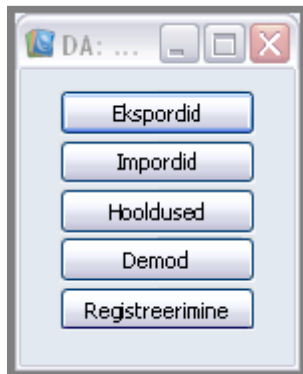 DA: ...
Ekspordid
Impordid
Hooldused
Demod
Registreerimine